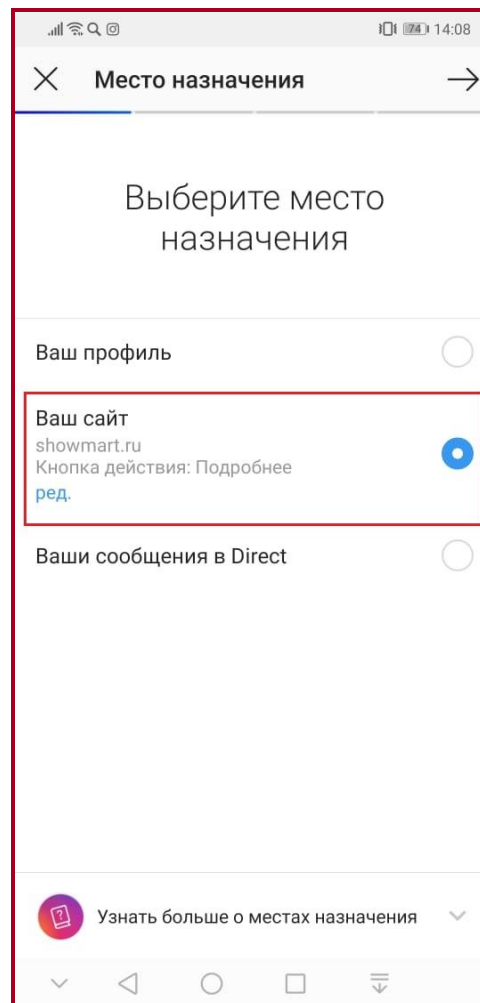 74 14:08
Место назначения
Выберите место
назначения
Ваш профиль
Ваш сайт
showmart.ru
Кнопка действия: Подробнее
ред.
Ваши сообщения в Direct
Узнать больше о местах назначения